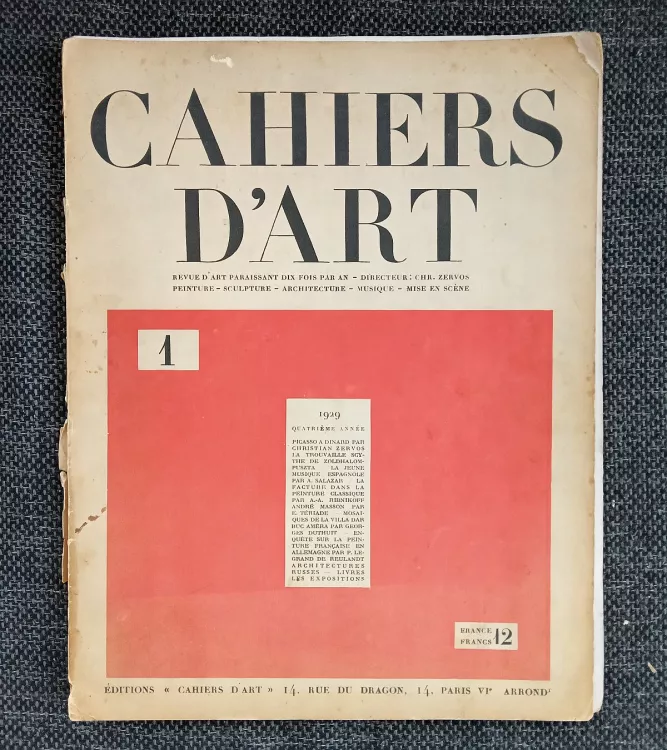 CAHIERS
D'ART
REVUE D'ART PARAISSANT DIX FOIS PAR AN – DIRECTEUR: CHR. ZERVOS
PEINTURE – SCULPTURE – ARCHITECTURE – MUSIQUE – MISE EN SCÈNE
1
1929
QUATRIÈME ANNÉE
PICASSO A DINARD PAR
CHRISTIAN ZERVOS
LA TROUVAILLE SCY-
THE DE ZOLDHALOM-
PUSZTA LA JEUNE
MUSIQUE ESPAGNOLE
PAR A. SALAZAR LA
FACTURE DANS LA
PEINTURE CLASSIQUE
PAR A.-A. RIBNIKOFF
ANDRÉ MASSON PAR
E. TÉRIADE MOSAI-
QUES DE LA VILLA DAR
BUC AMÉRA PAR GEOR-
GES DUTHUIT EN-
QUÊTE SUR LA PEIN-
TURE FRANÇAISE EN
ALLEMAGNE PAR P. LE-
GRAND DE REULANDT
ARCHITECTURES
RUSSES — LIVRES
LES EXPOSITIONS
FRANCE
FRANCS 12
ÉDITIONS « CAHIERS D'ART » 14, RUE DU DRAGON, 14, PARIS VIe ARRONDt